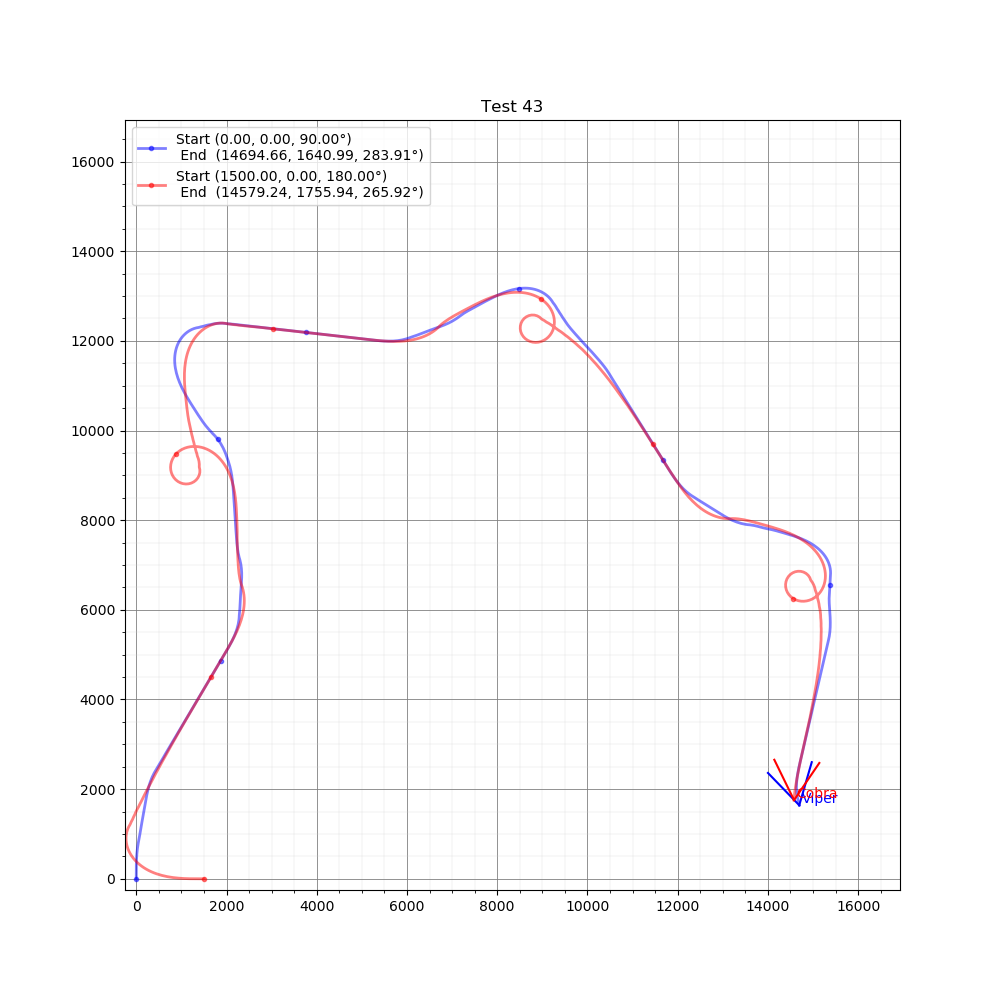 Test 43
Start (0.00, 0.00, 90.00°)
End (14694.66, 1640.99, 283.91°)
Start (1500.00, 0.00, 180.00°)
End (14579.24, 1755.94, 265.92°)
16000
14000
12000
10000
8000
6000
4000
2000
0
Viper
0 2000 4000 6000 8000 10000 12000 14000 16000